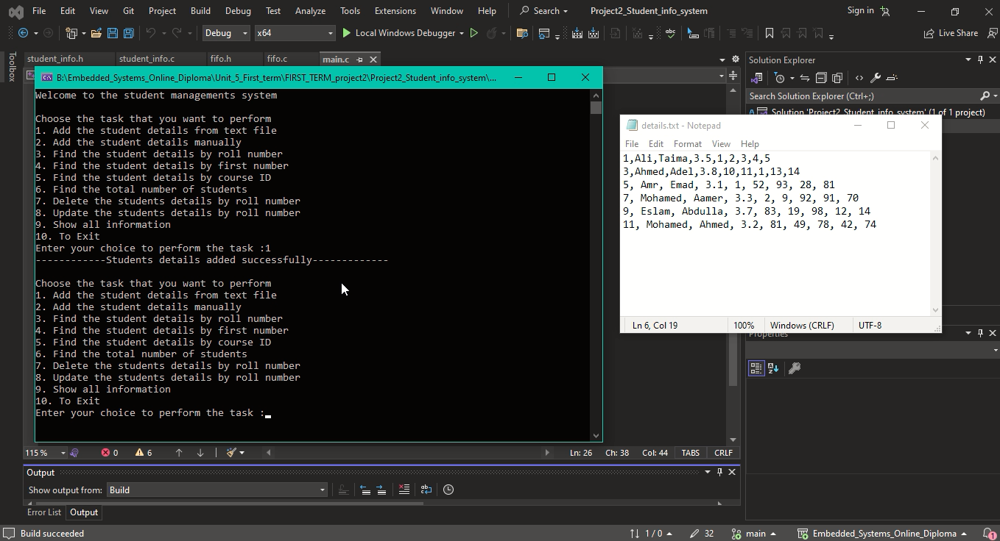 File Edit View Git Project Build Debug Test Analyze Tools Extensions Window Help Search Project2_Student_info_system Sign in
Debug x64 Local Windows Debugger Live Share
Toolbox
student_info.h student_info.c fifo.h fifo.c main.c
B:\Embedded_Systems_Online_Diploma\Unit_5_First_term\FIRST_TERM_project2\Project2_Student_info_system\...
Welcome to the student managements system
Choose the task that you want to perform
1. Add the student details from text file
2. Add the student details manually
3. Find the student details by roll number
4. Find the student details by first number
5. Find the student details by course ID
6. Find the total number of students
7. Delete the students details by roll number
8. Update the students details by roll number
9. Show all information
10. To Exit
Enter your choice to perform the task :1
------------Students details added successfully-------------
Choose the task that you want to perform
1. Add the student details from text file
2. Add the student details manually
3. Find the student details by roll number
4. Find the student details by first number
5. Find the student details by course ID
6. Find the total number of students
7. Delete the students details by roll number
8. Update the students details by roll number
9. Show all information
10. To Exit
Enter your choice to perform the task :
Solution Explorer
Search Solution Explorer (Ctrl+;)
Solution 'Project2_Student_info_system' (1 of 1 project)
details.txt - Notepad
File Edit Format View Help
1,Ali,Taima,3.5,1,2,3,4,5
3,Ahmed,Adel,3.8,10,11,1,13,14
5, Amr, Emad, 3.1, 1, 52, 93, 28, 81
7, Mohamed, Aamer, 3.3, 2, 9, 92, 91, 70
9, Eslam, Abdulla, 3.7, 83, 19, 98, 12, 14
11, Mohamed, Ahmed, 3.2, 81, 49, 78, 42, 74
Ln 6, Col 19 100% Windows (CRLF) UTF-8
Properties
115 % 0 6 Ln: 26 Ch: 38 Col: 44 TABS CRLF
Output
Show output from: Build
Error List Output
Build succeeded 1 / 0 32 main Embedded_Systems_Online_Diploma 1